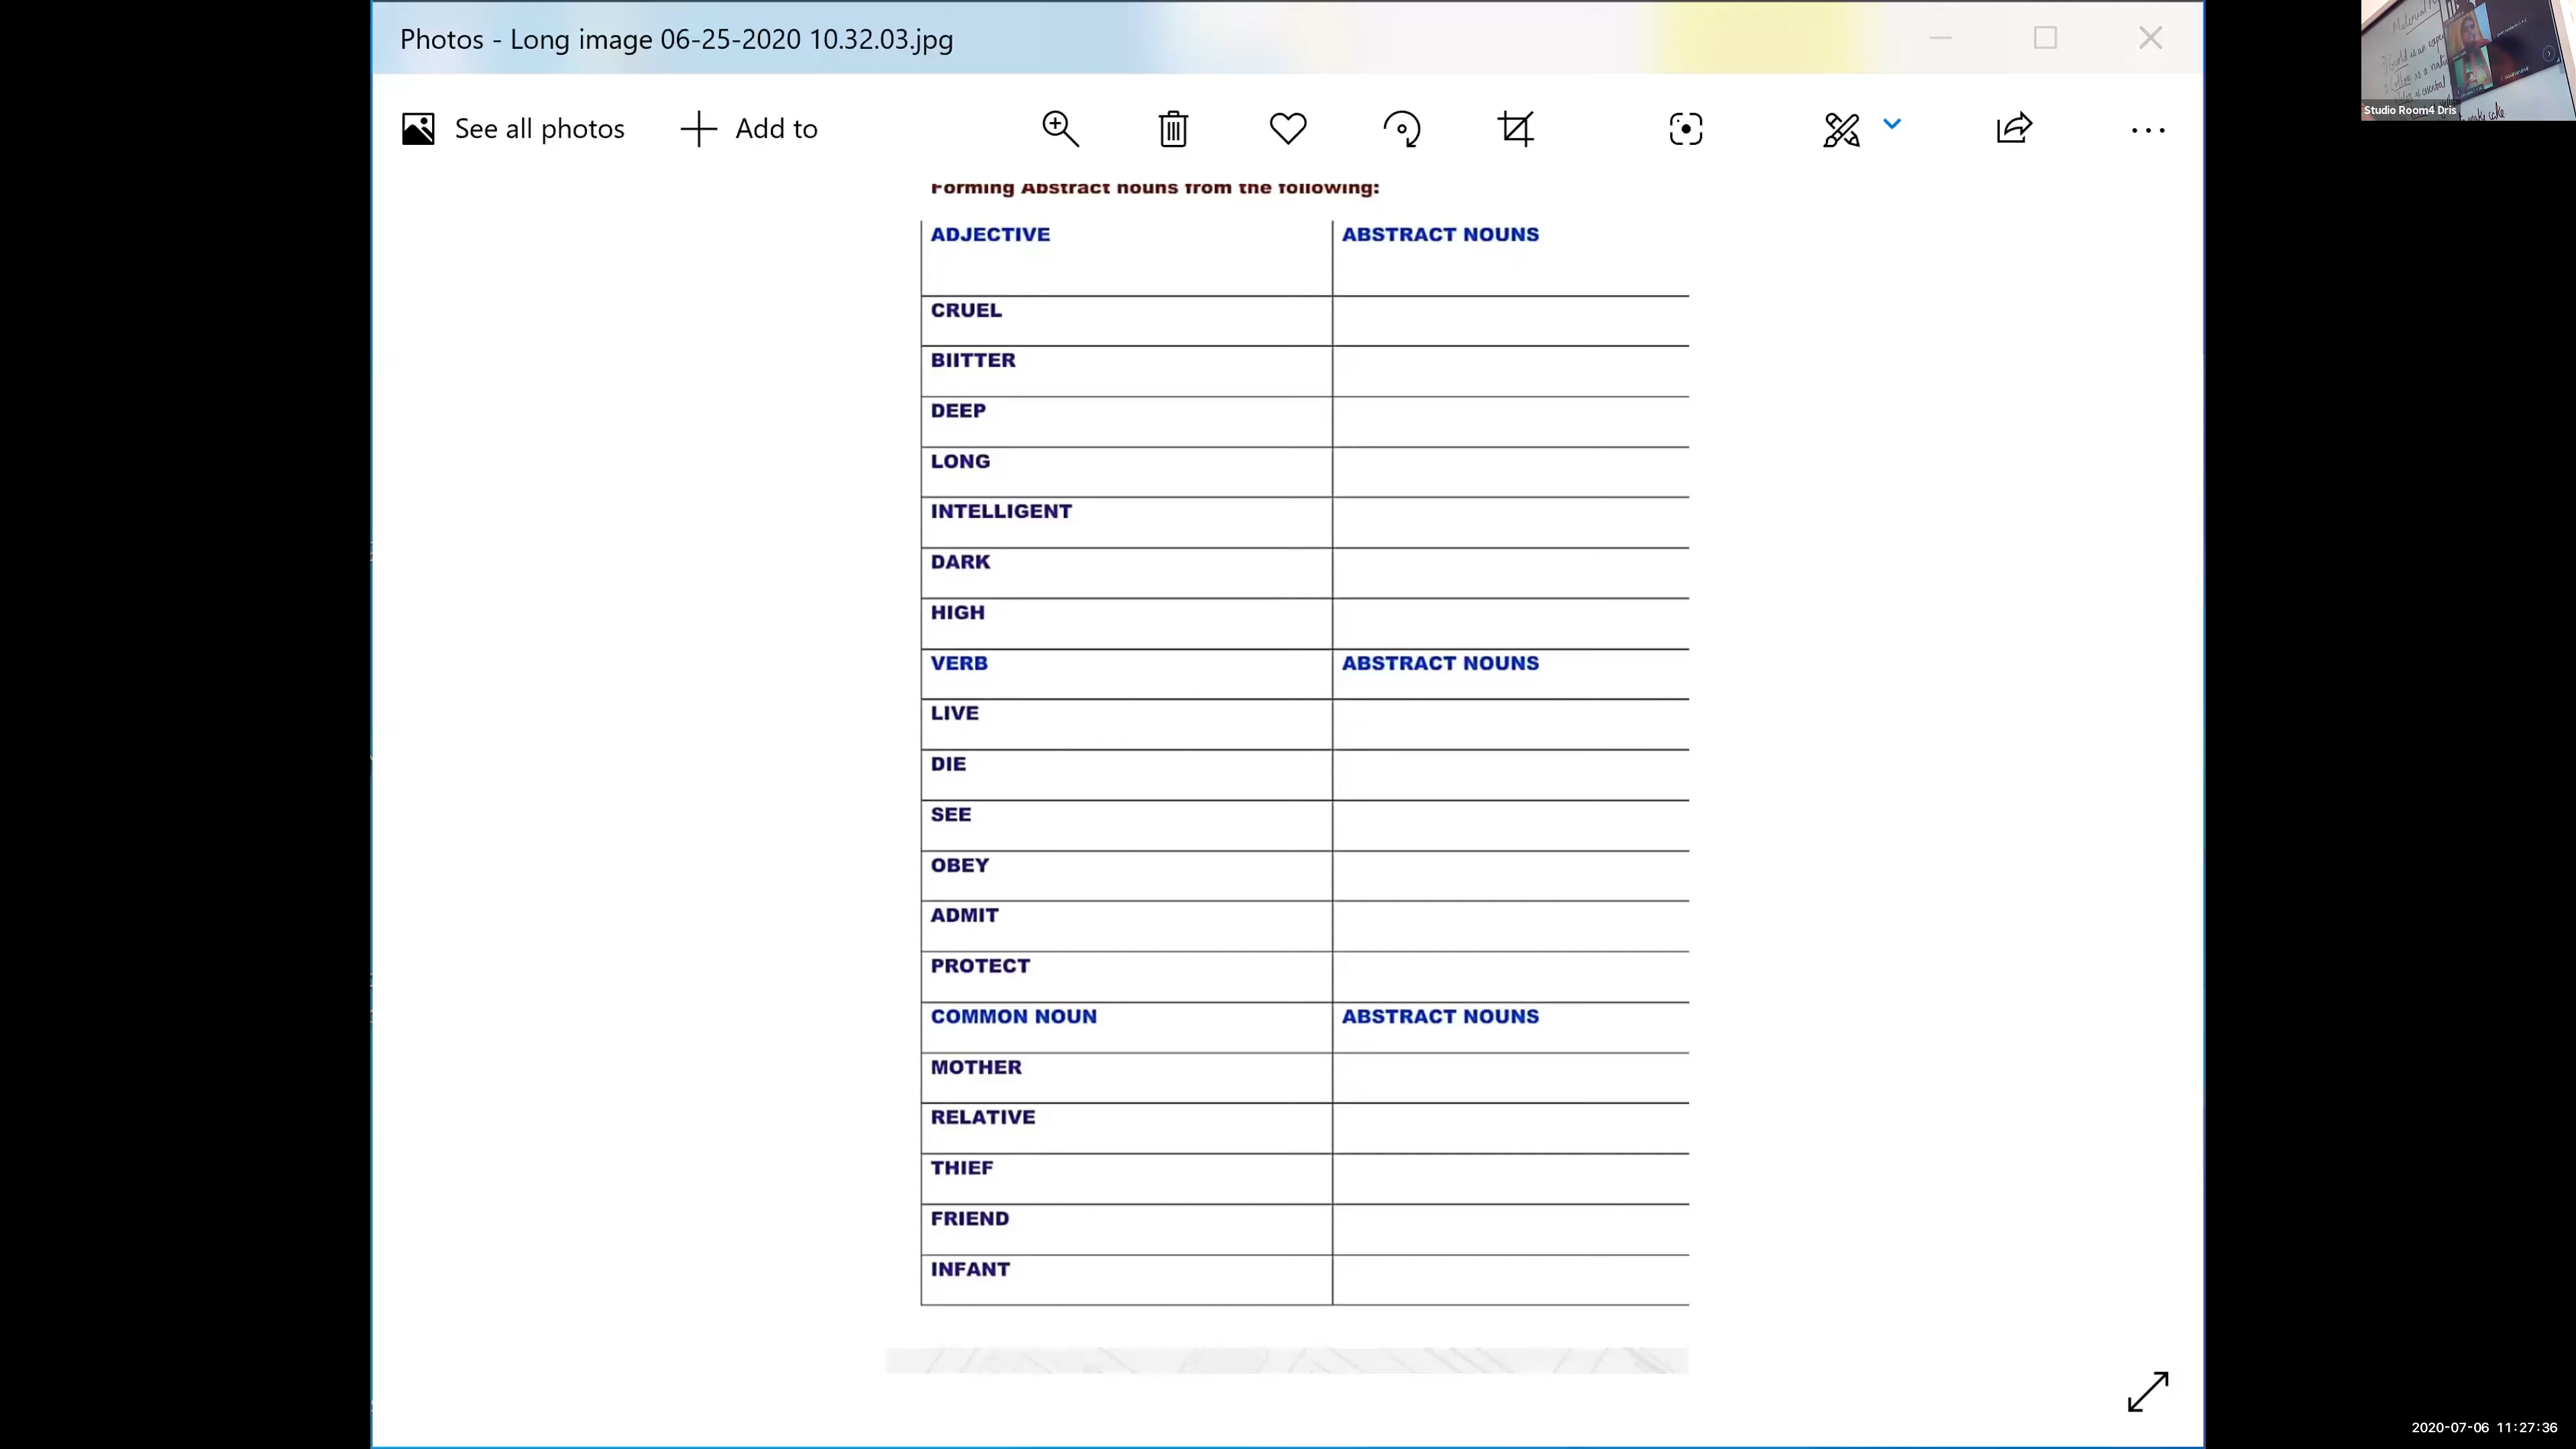 Photos - Long image 06-25-2020 10.32.03.jpg
See all photos Add to
Forming Abstract nouns from the following:
ADJECTIVE ABSTRACT NOUNS
CRUEL
BIITTER
DEEP
LONG
INTELLIGENT
DARK
HIGH
VERB ABSTRACT NOUNS
LIVE
DIE
SEE
OBEY
ADMIT
PROTECT
COMMON NOUN ABSTRACT NOUNS
MOTHER
RELATIVE
THIEF
FRIEND
INFANT
Studio Room4 Dris
2020-07-06 11:27:36